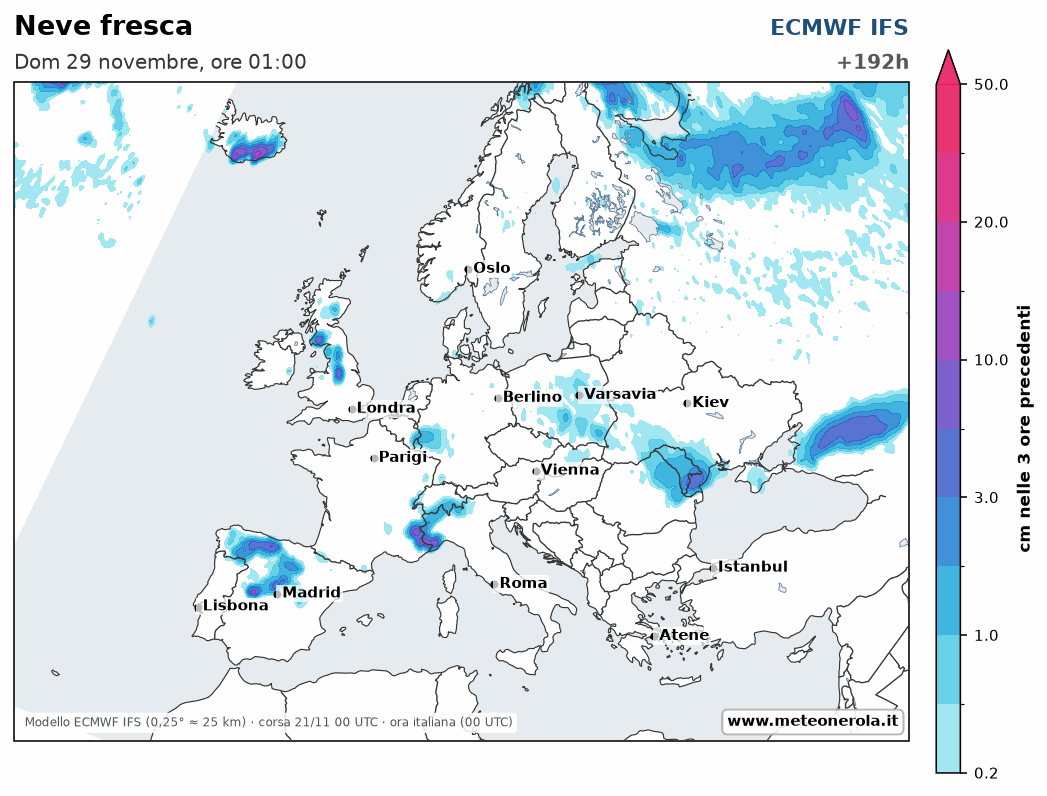 Neve fresca
ECMWF IFS
Dom 29 novembre, ore 01:00
+192h
50.0
20.0
10.0
3.0
1.0
0.2
cm nelle 3 ore precedenti
Oslo
Londra
Berlino
Varsavia
Kiev
Parigi
Vienna
Istanbul
Roma
Madrid
Lisbona
Atene
Modello ECMWF IFS (0,25° ≈ 25 km) · corsa 21/11 00 UTC · ora italiana (00 UTC)
www.meteonerola.it